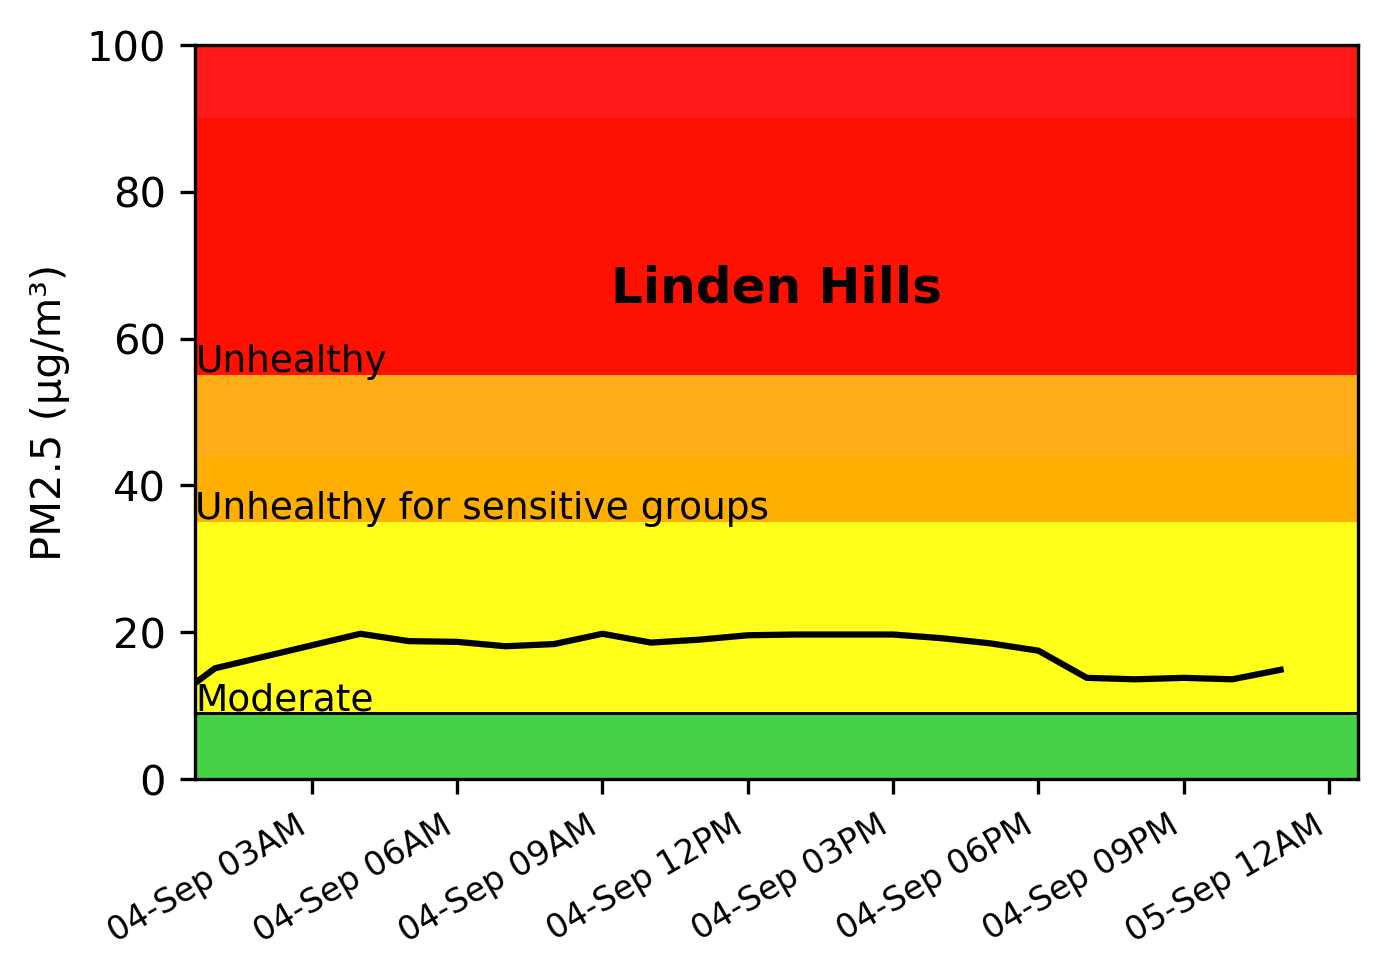 100
80
60
40
20
0
PM2.5 (µg/m³)
Linden Hills
Unhealthy
Unhealthy for sensitive groups
Moderate
04-Sep 03AM
04-Sep 06AM
04-Sep 09AM
04-Sep 12PM
04-Sep 03PM
04-Sep 06PM
04-Sep 09PM
05-Sep 12AM